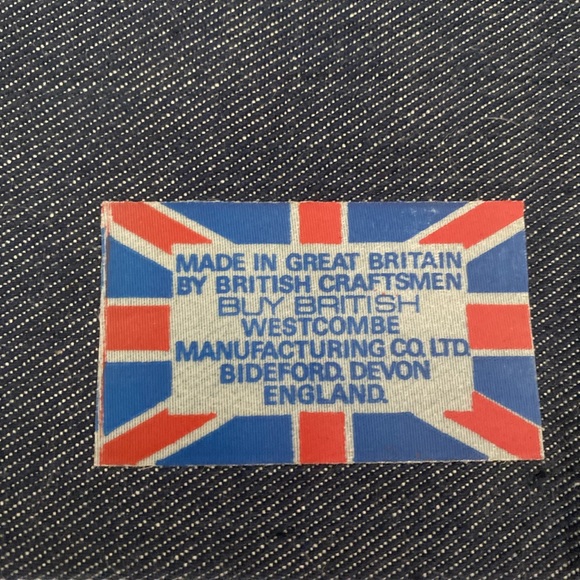 MADE IN GREAT BRITAIN
BY BRITISH CRAFTSMEN
BUY BRITISH
WESTCOMBE
MANUFACTURING CO. LTD.
BIDEFORD. DEVON
ENGLAND.